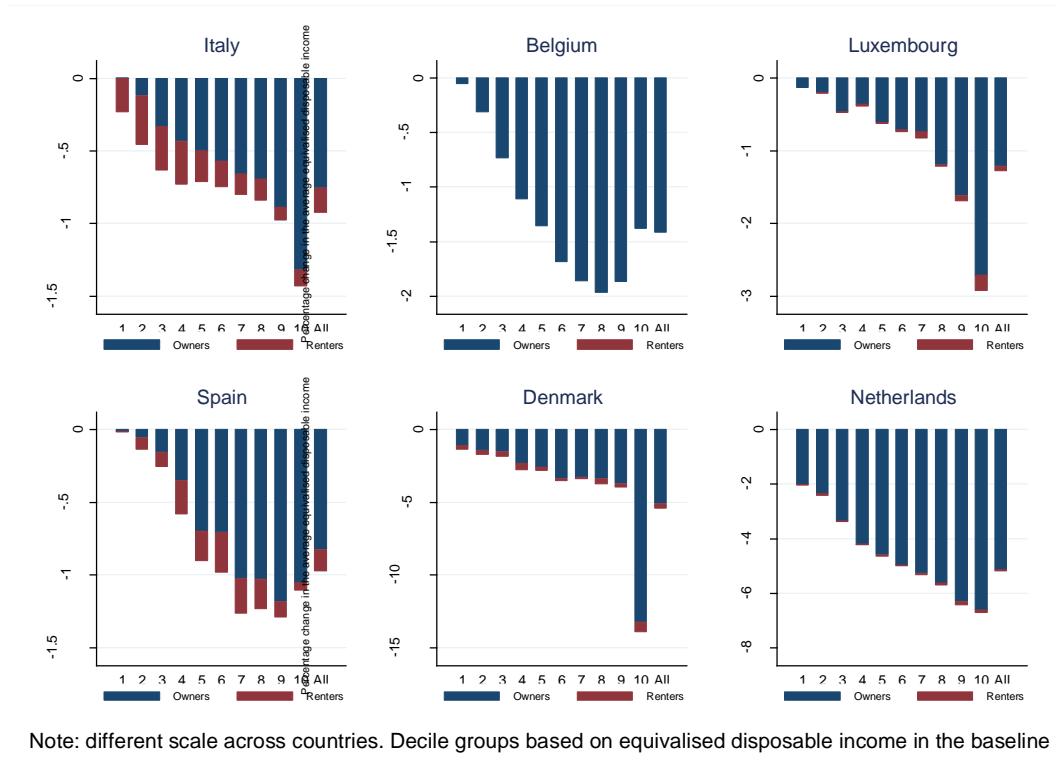 Italy
Belgium
Luxembourg
Percentage change in the average equivalised disposable income
0
-.5
-1
-1.5
1 2 3 4 5 6 7 8 9 10 All
Owners Renters
0
-.5
-1
-1.5
-2
1 2 3 4 5 6 7 8 9 10 All
Owners Renters
0
-1
-2
-3
1 2 3 4 5 6 7 8 9 10 All
Owners Renters
Spain
Denmark
Netherlands
Percentage change in the average equivalised disposable income
0
-.5
-1
-1.5
1 2 3 4 5 6 7 8 9 10 All
Owners Renters
0
-5
-10
-15
1 2 3 4 5 6 7 8 9 10 All
Owners Renters
0
-2
-4
-6
-8
1 2 3 4 5 6 7 8 9 10 All
Owners Renters
Note: different scale across countries. Decile groups based on equivalised disposable income in the baseline